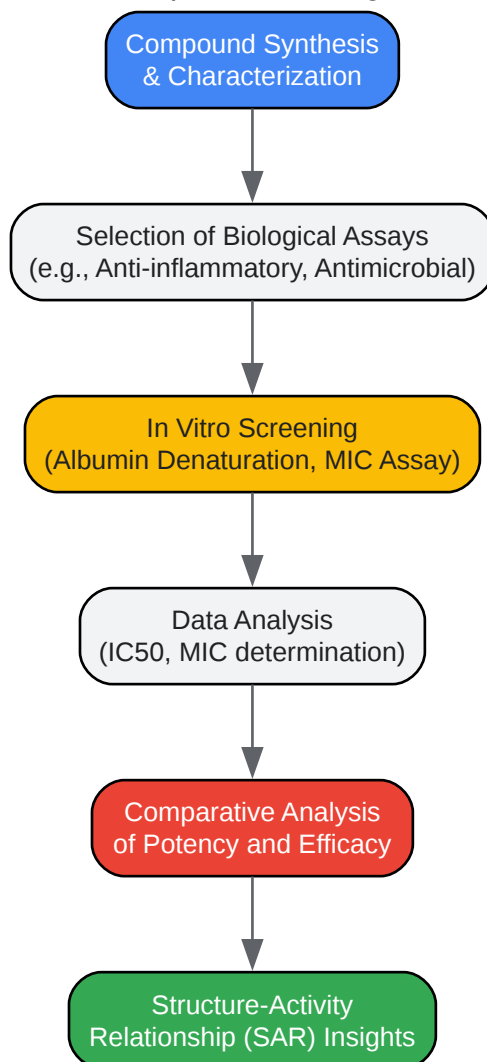 Compound Synthesis
& Characterization
Selection of Biological Assays
(e.g., Anti-inflammatory, Antimicrobial)
In Vitro Screening
(Albumin Denaturation, MIC Assay)
Data Analysis
(IC50, MIC determination)
Comparative Analysis
of Potency and Efficacy
Structure-Activity
Relationship (SAR) Insights